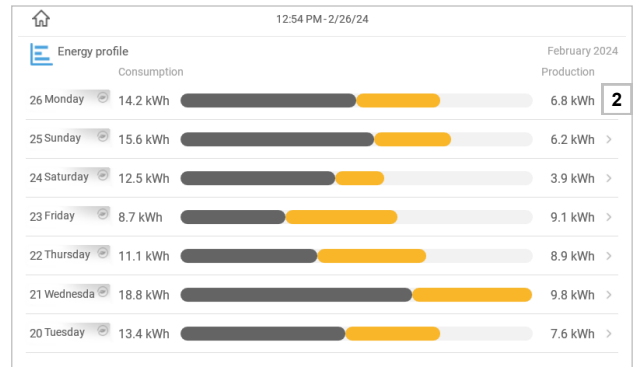 12:54 PM-2/26/24
Energy profile February 2024
Consumption Production
26 Monday 14.2 kWh 6.8 kWh 2
25 Sunday 15.6 kWh 6.2 kWh >
24 Saturday 12.5 kWh 3.9 kWh >
23 Friday 8.7 kWh 9.1 kWh >
22 Thursday 11.1 kWh 8.9 kWh >
21 Wednesda 18.8 kWh 9.8 kWh >
20 Tuesday 13.4 kWh 7.6 kWh >